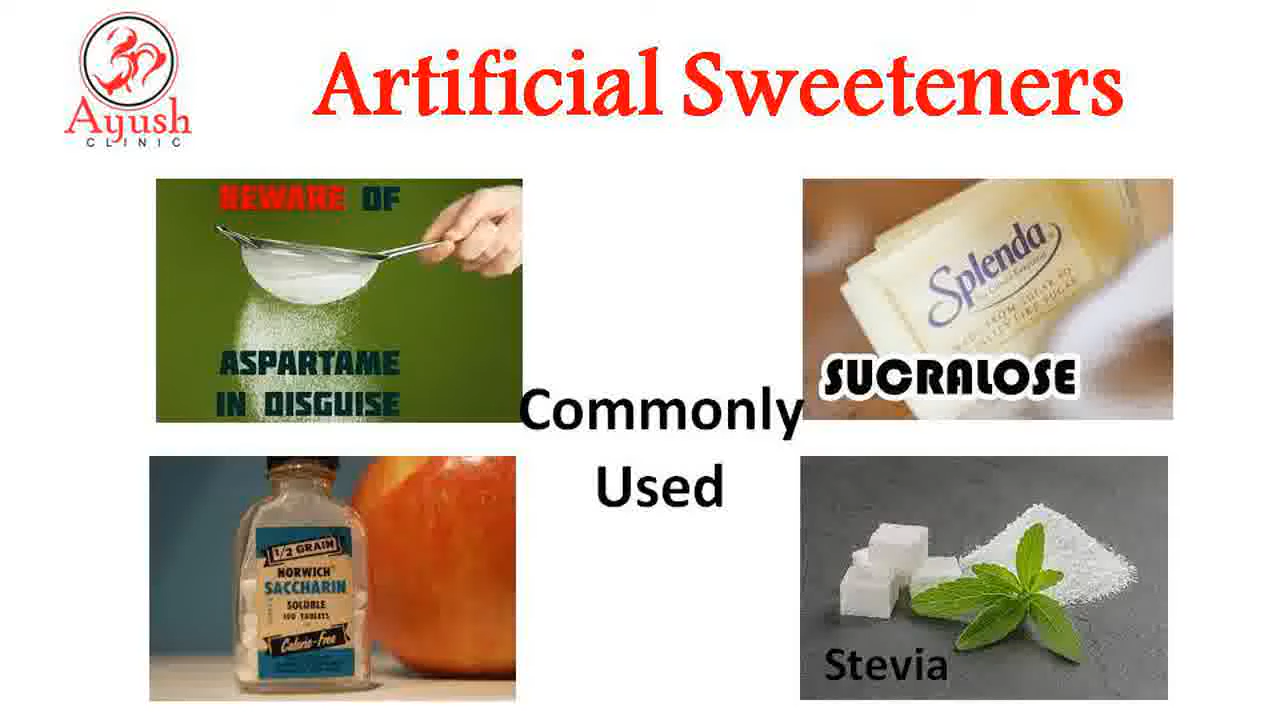 Ayush
CLINIC
Artificial Sweeteners
BEWARE OF
ASPARTAME
IN DISGUISE
Splenda
SUCRALOSE
Commonly
Used
1/2 GRAIN
NORWICH
SACCHARIN
SOLUBLE
100 TABLETS
Calorie-Free
Stevia